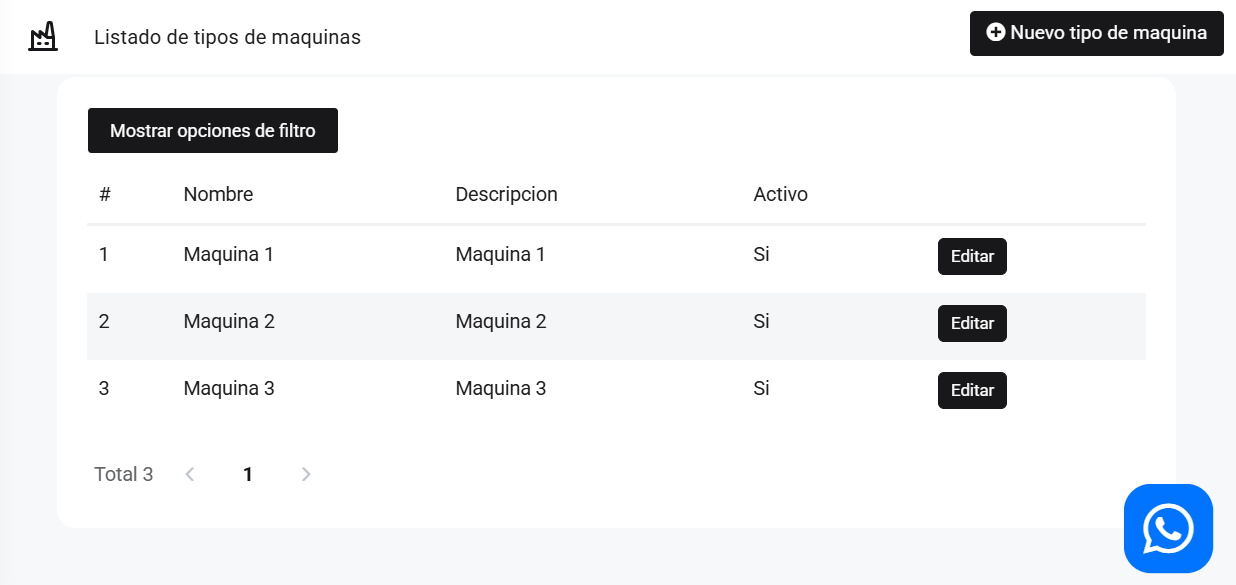 Listado de tipos de maquinas
Nuevo tipo de maquina
Mostrar opciones de filtro
# Nombre Descripcion Activo
1 Maquina 1 Maquina 1 Si Editar
2 Maquina 2 Maquina 2 Si Editar
3 Maquina 3 Maquina 3 Si Editar
Total 3 1